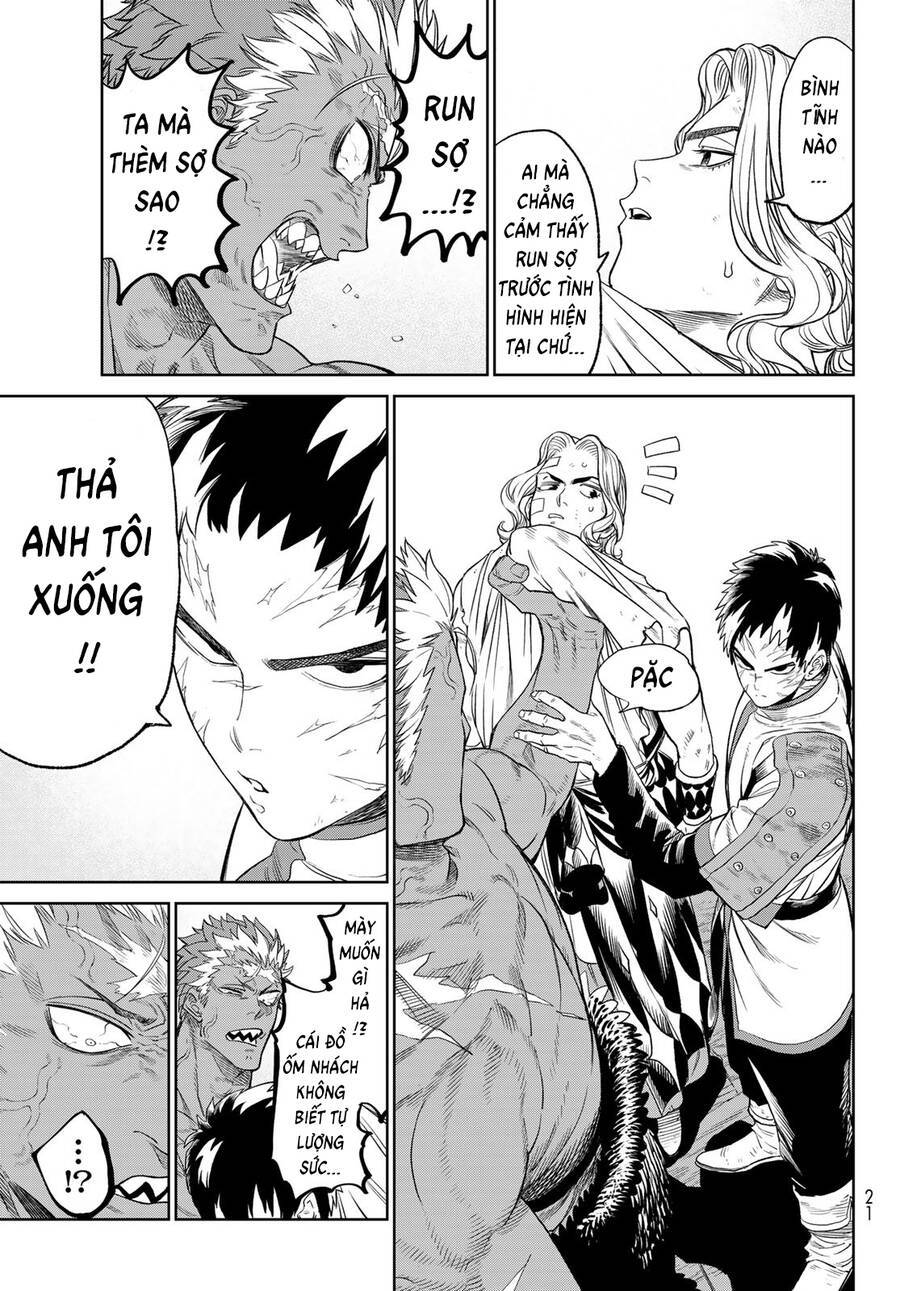 BÌNH
TĨNH
NÀO
...
AI MÀ
CHẲNG
CẢM THẤY
RUN SỢ
TRƯỚC TÌNH
HÌNH HIỆN
TẠI CHỨ...
RUN
SỢ
....!?
TA MÀ
THÈM SỢ
SAO
!?
PẶC
THẢ
ANH TÔI
XUỐNG
!!
MÀY
MUỐN
GÌ
HẢ
!?
CÁI ĐỒ
ỐM NHÁCH
KHÔNG
BIẾT TỰ
LƯỢNG
SỨC...
...
!?
21